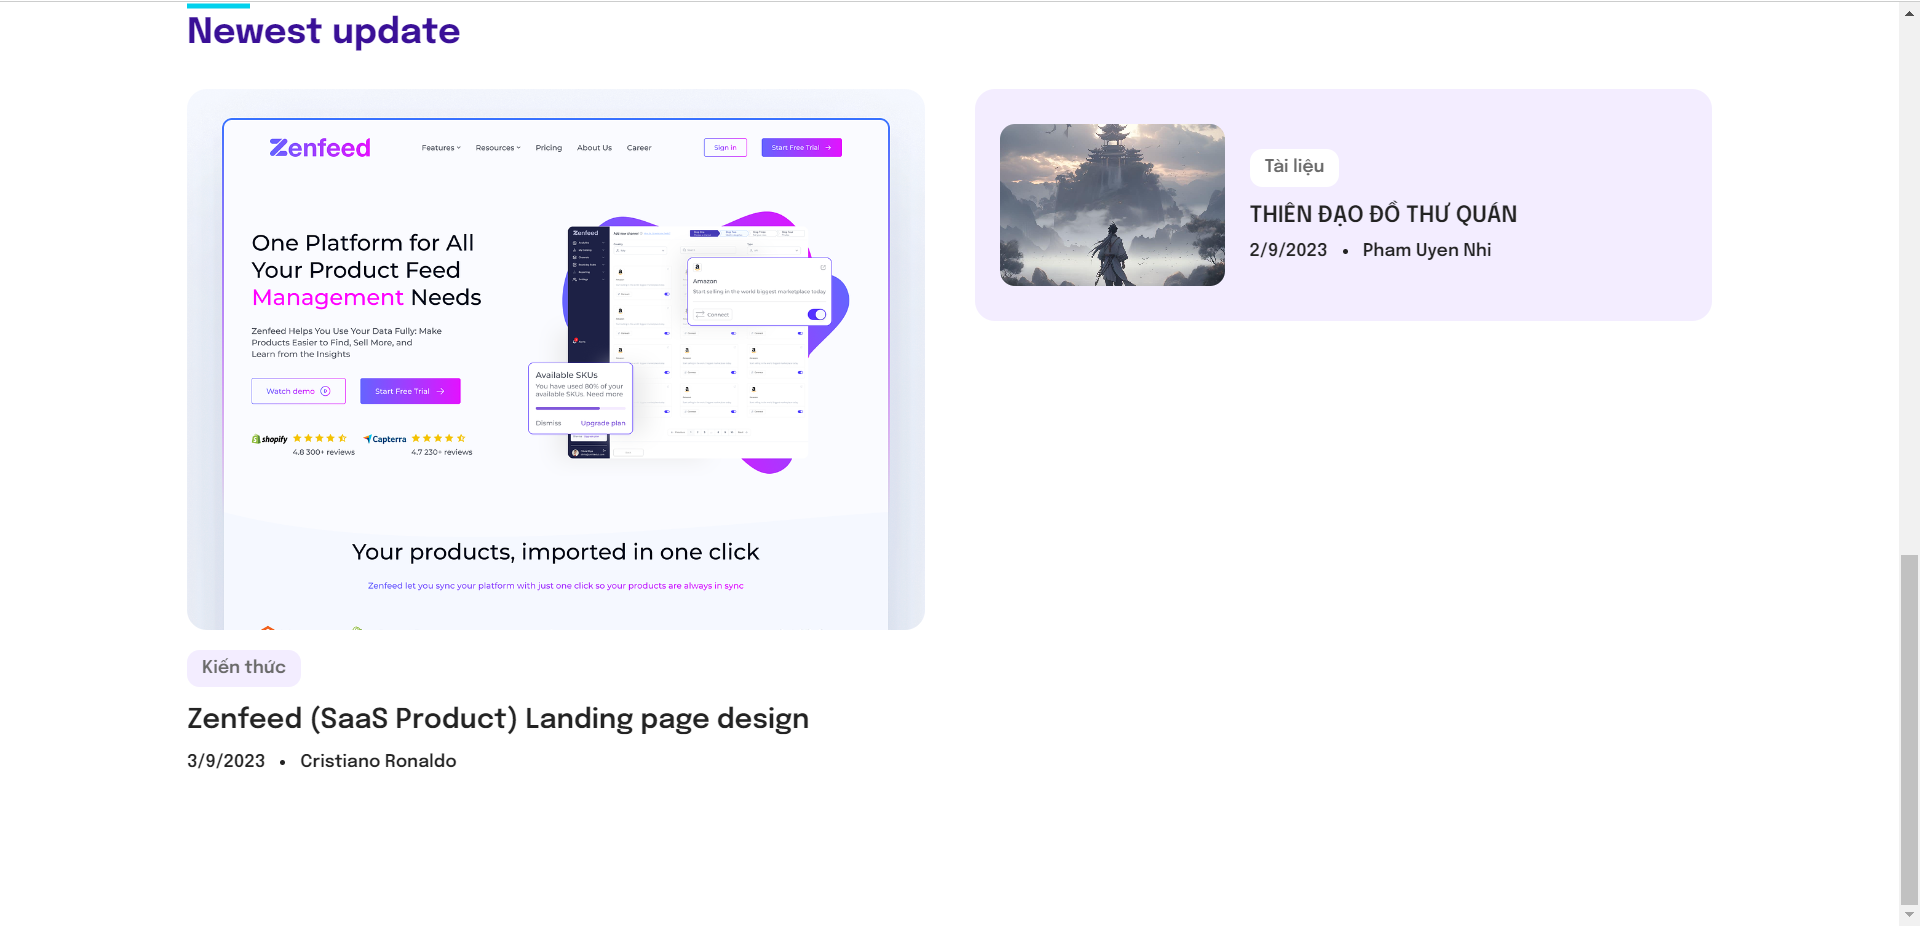 Newest update
Zenfeed
Features
Resources
Pricing
About Us
Career
Sign in
Start Free Trial
One Platform for All
Your Product Feed
Management Needs
Zenfeed Helps You Use Your Data Fully: Make
Products Easier to Find, Sell More, and
Learn from the Insights
Watch demo
Start Free Trial
shopify
4.8 300+ reviews
Capterra
4.7 230+ reviews
Zenfeed
Amazon
Start selling in the world biggest marketplace today
Connect
Available SKUs
You have used 80% of your
available SKUs. Need more
Dismiss
Upgrade plan
Your products, imported in one click
Zenfeed let you sync your platform with just one click so your products are always in sync
Kiến thức
Zenfeed (SaaS Product) Landing page design
3/9/2023 • Cristiano Ronaldo
Tài liệu
THIÊN ĐẠO ĐỒ THƯ QUÁN
2/9/2023 • Pham Uyen Nhi